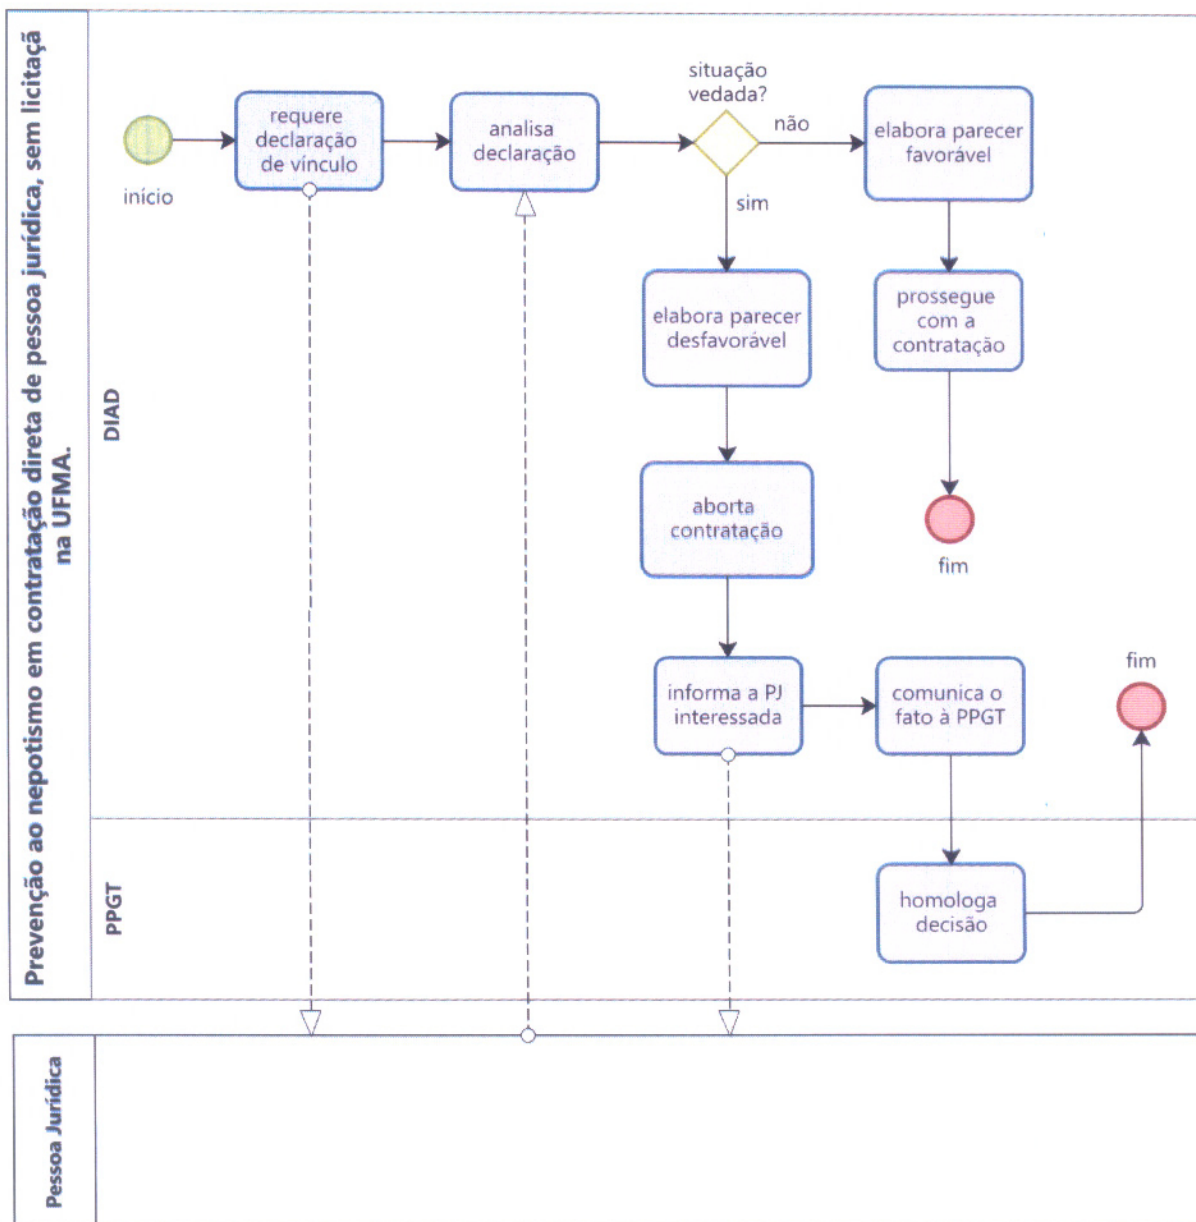 Prevenção ao nepotismo em contratação direta de pessoa jurídica, sem licitaçã
na UFMA.
DIAD
início
requere
declaração
de vínculo
analisa
declaração
situação
vedada?
não
sim
elabora parecer
favorável
elabora parecer
desfavorável
prossegue
com a
contratação
fim
aborta
contratação
informa a PJ
interessada
comunica o
fato à PPGT
fim
PPGT
homologa
decisão
Pessoa Jurídica